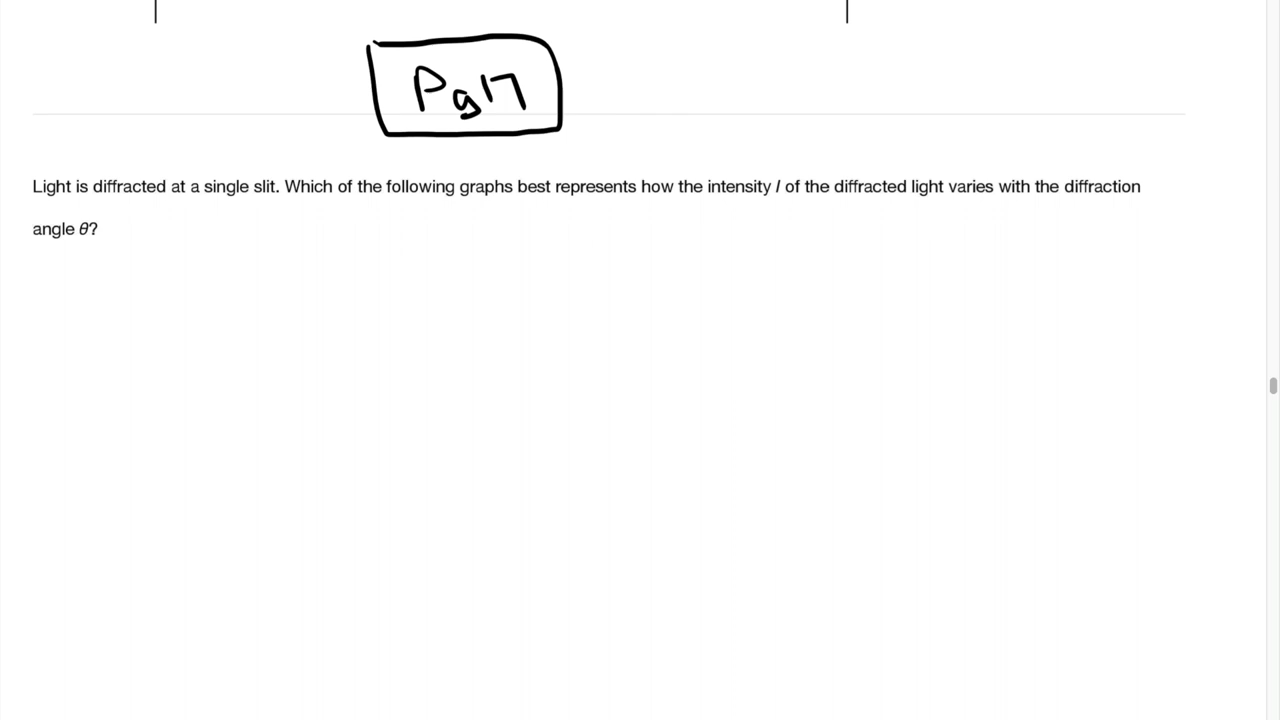 Pg17
Light is diffracted at a single slit. Which of the following graphs best represents how the intensity I of the diffracted light varies with the diffraction
angle θ?